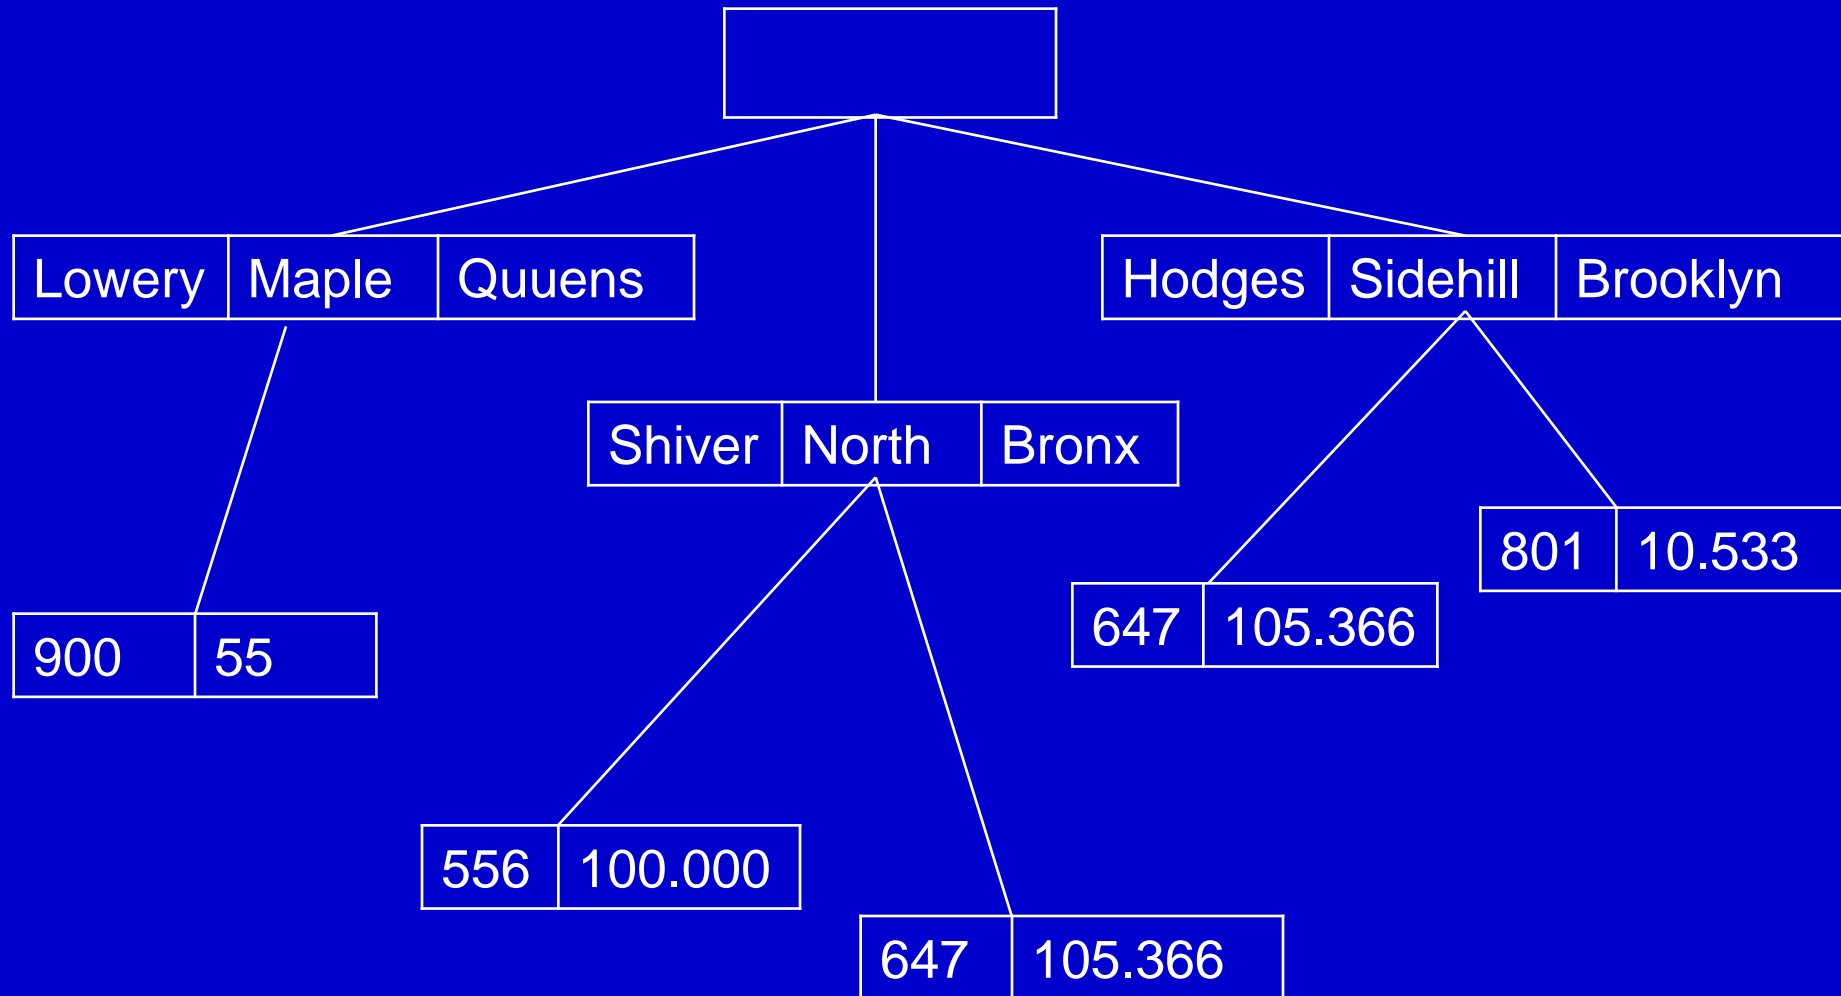 Lowery Maple Quuens
Hodges Sidehill Brooklyn
Shiver North Bronx
801 10.533
647 105.366
900 55
556 100.000
647 105.366